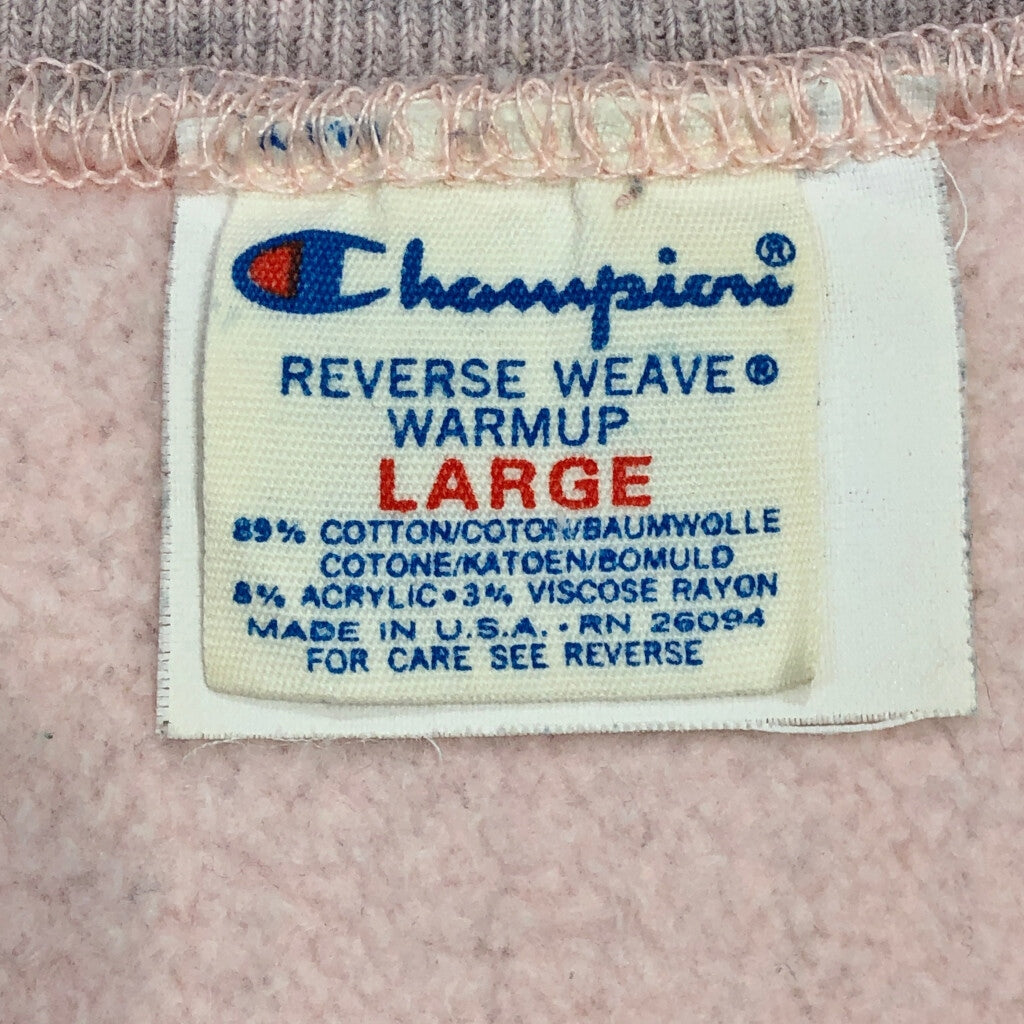 Champion®
REVERSE WEAVE®
WARMUP
LARGE
89% COTTON/COTON/BAUMWOLLE
COTONE/KATOEN/BOMULD
8% ACRYLIC • 3% VISCOSE RAYON
MADE IN U.S.A. • RN 26094
FOR CARE SEE REVERSE